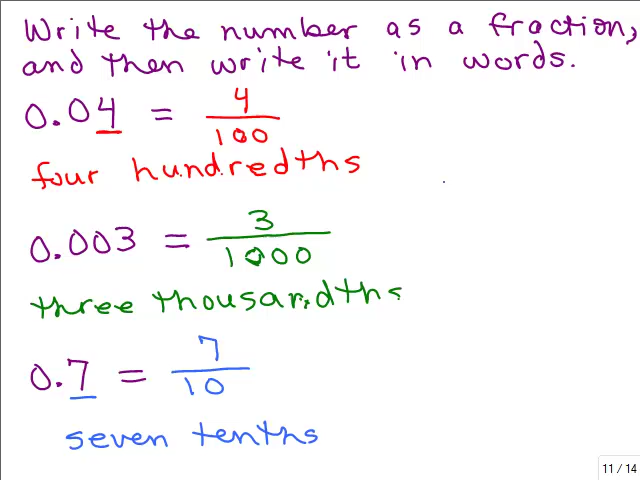 Write the number as a fraction,
and then write it in words.
0.04 = 4/100
four hundredths
0.003 = 3/1000
three thousandths
0.7 = 7/10
seven tenths
11 / 14